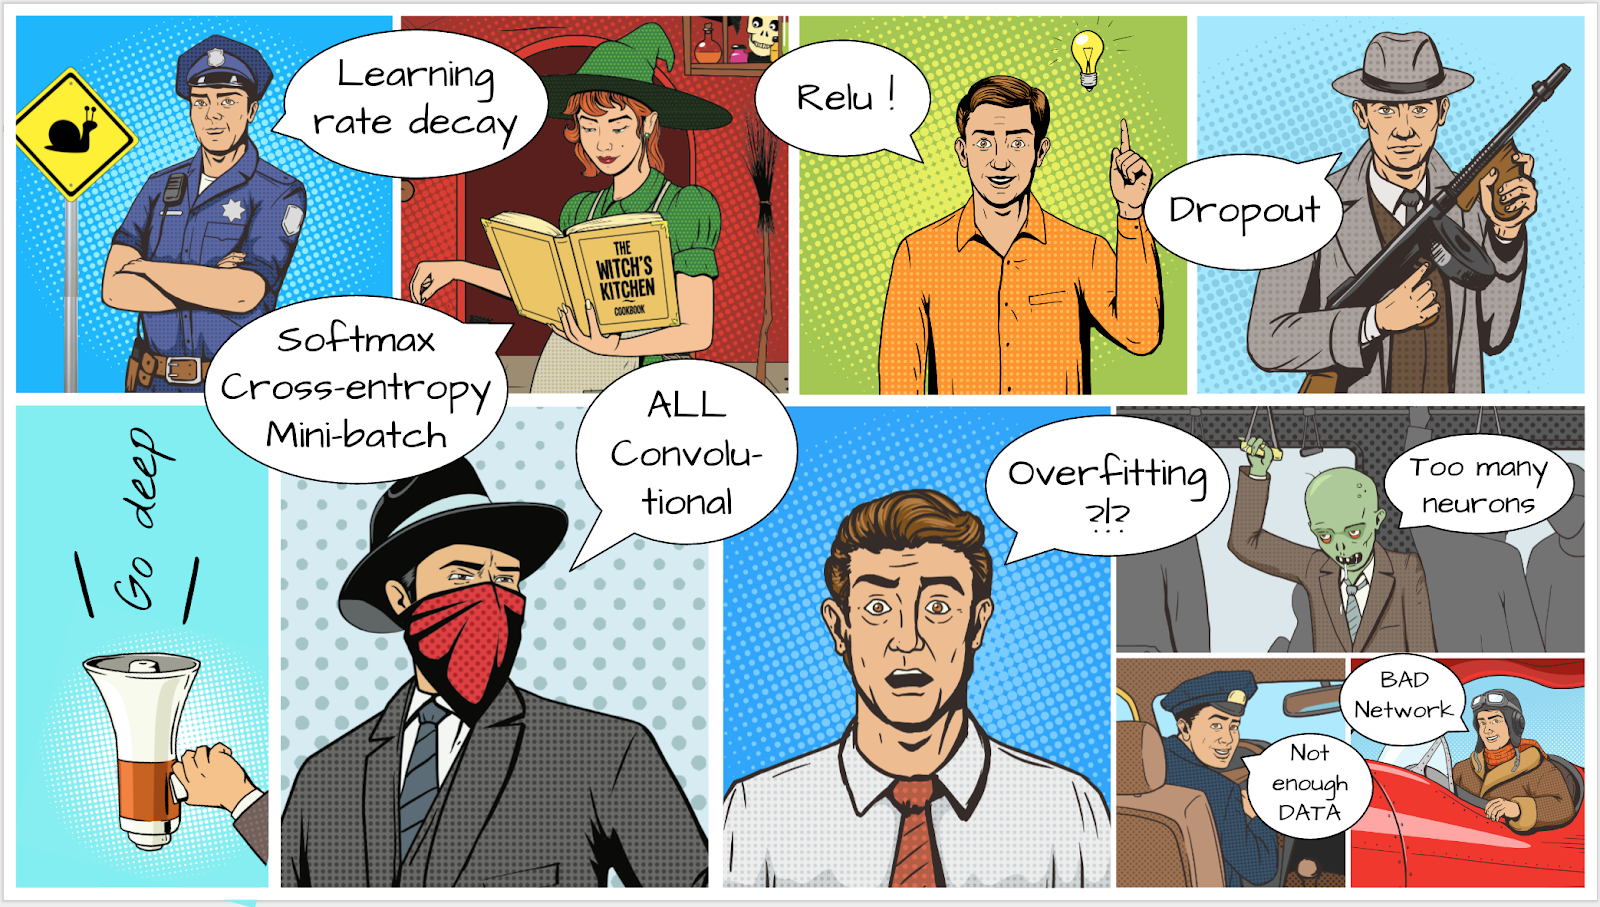 Learning
rate decay
THE
WITCH'S
KITCHEN
COOKBOOK
Relu !
Dropout
Softmax
Cross-entropy
Mini-batch
Go deep
ALL
Convolu-
tional
Overfitting
?!?
Too many
neurons
Not
enough
DATA
BAD
Network